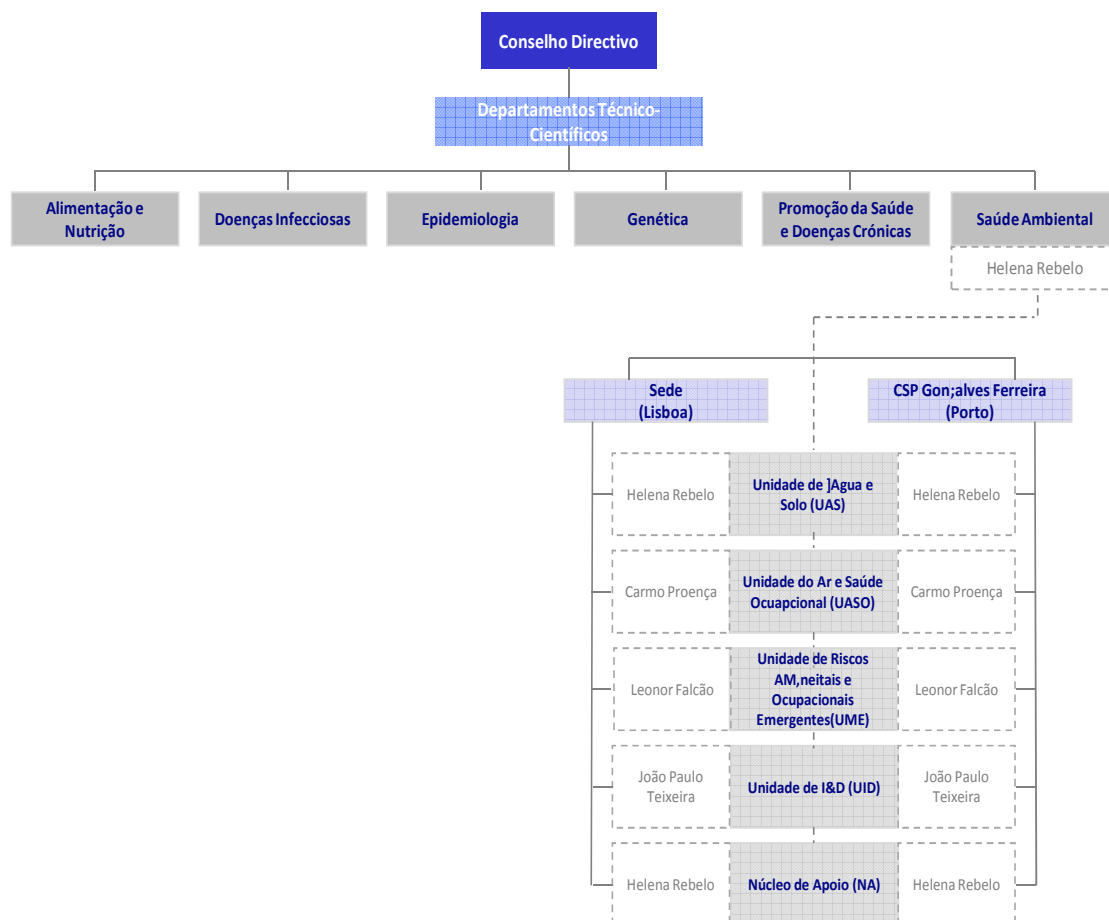 Conselho Directivo
Departamentos Técnico-
Científicos
Alimentação e
Nutrição
Doenças Infecciosas
Epidemiologia
Genética
Promoção da Saúde
e Doenças Crónicas
Saúde Ambiental
Helena Rebelo
Sede
(Lisboa)
CSP Gon;alves Ferreira
(Porto)
Helena Rebelo
Unidade de ]Agua e
Solo (UAS)
Helena Rebelo
Carmo Proença
Unidade do Ar e Saúde
Ocuapcional (UASO)
Carmo Proença
Leonor Falcão
Unidade de Riscos
AM,neitais e
Ocupacionais
Emergentes(UME)
Leonor Falcão
João Paulo
Teixeira
Unidade de I&D (UID)
João Paulo
Teixeira
Helena Rebelo
Núcleo de Apoio (NA)
Helena Rebelo